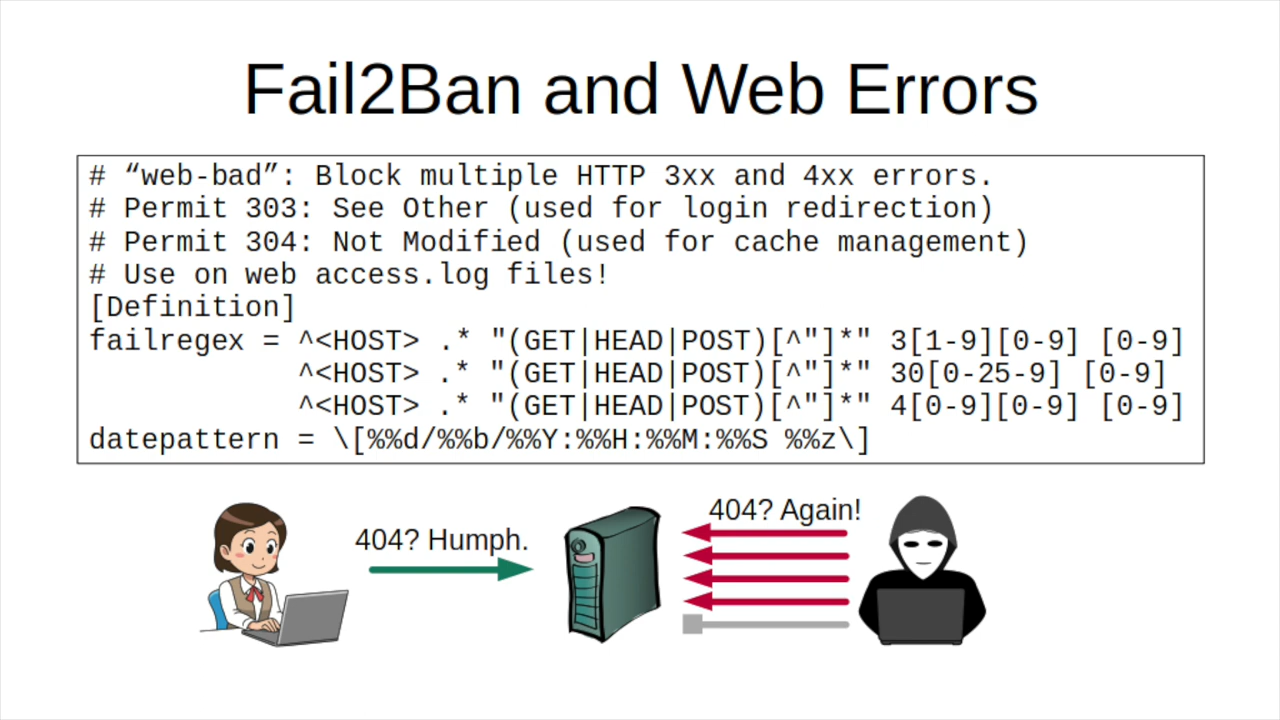 Fail2Ban and Web Errors
# “web-bad”: Block multiple HTTP 3xx and 4xx errors.
# Permit 303: See Other (used for login redirection)
# Permit 304: Not Modified (used for cache management)
# Use on web access.log files!
[Definition]
failregex = ^<HOST> .* "(GET|HEAD|POST)[^"]*" 3[1-9][0-9] [0-9]
^<HOST> .* "(GET|HEAD|POST)[^"]*" 30[0-25-9] [0-9]
^<HOST> .* "(GET|HEAD|POST)[^"]*" 4[0-9][0-9] [0-9]
datepattern = \[%%d/%%b/%%Y:%%H:%%M:%%S %%z\]
404? Humph.
404? Again!